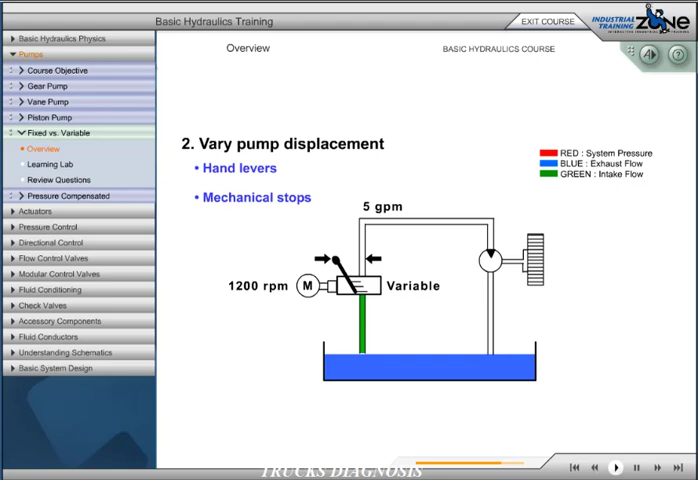 Basic Hydraulics Training
EXIT COURSE
INDUSTRIAL
TRAINING
ZONE
Basic Hydraulics Physics
Pumps
Course Objective
Gear Pump
Vane Pump
Piston Pump
Fixed vs. Variable
Overview
Learning Lab
Review Questions
Pressure Compensated
Actuators
Pressure Control
Directional Control
Flow Control Valves
Modular Control Valves
Fluid Conditioning
Check Valves
Accessory Components
Fluid Conductors
Understanding Schematics
Basic System Design
Overview
BASIC HYDRAULICS COURSE
A
?
2. Vary pump displacement
• Hand levers
• Mechanical stops
RED : System Pressure
BLUE : Exhaust Flow
GREEN : Intake Flow
5 gpm
1200 rpm
M
Variable
TRUCKS DIAGNOSIS